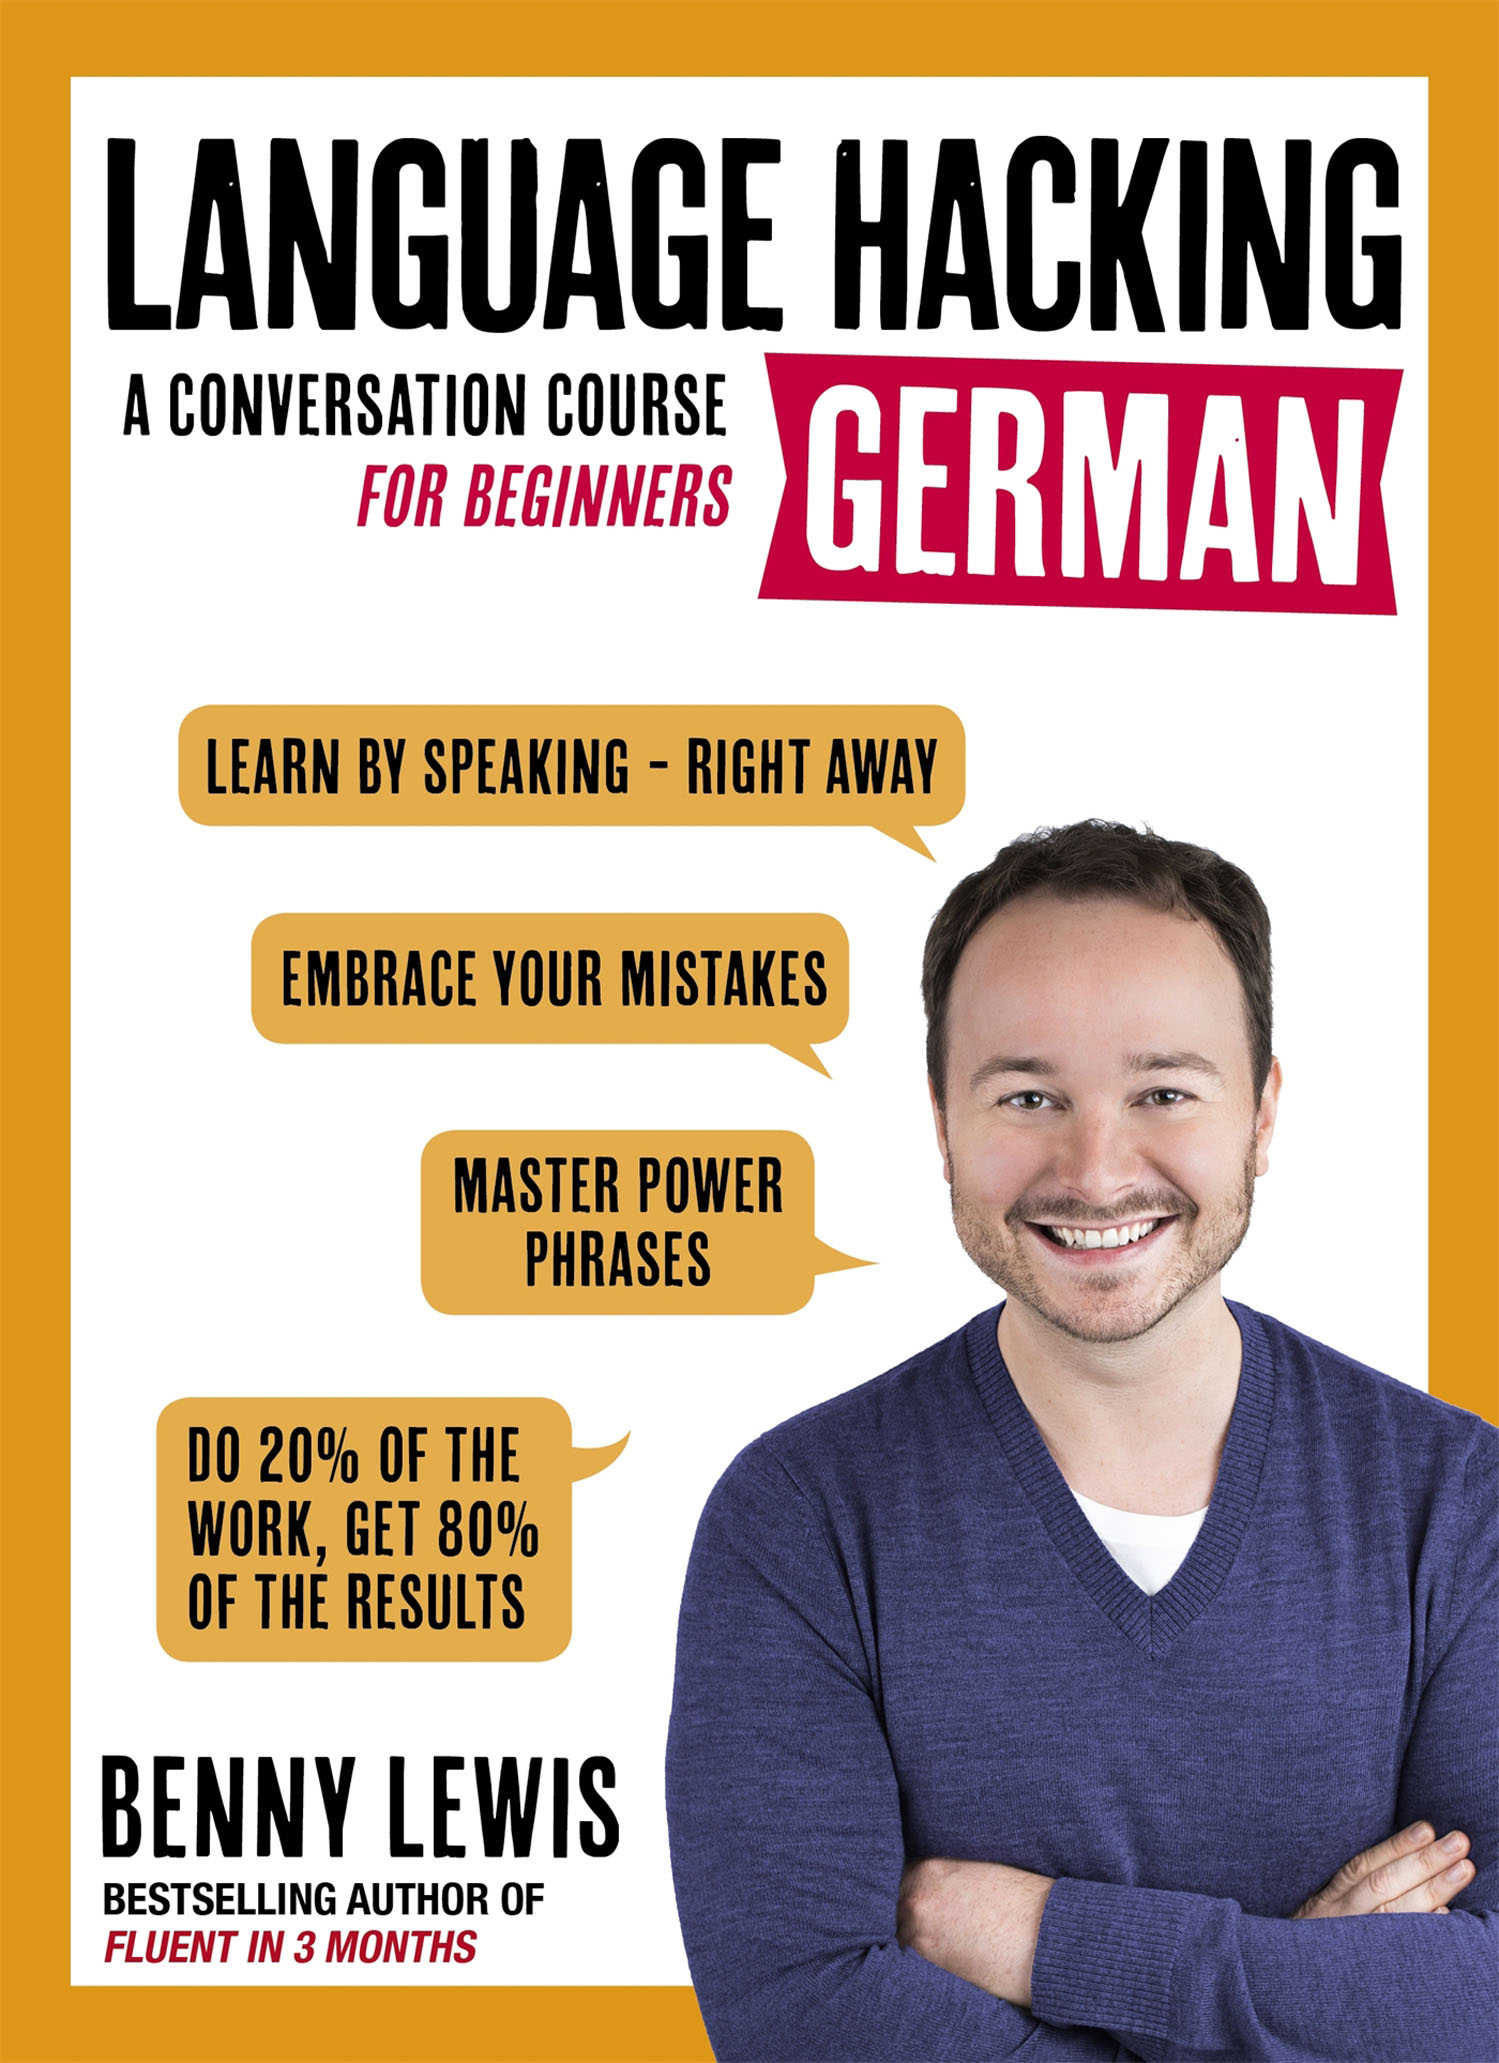 LANGUAGE HACKING
A CONVERSATION COURSE
FOR BEGINNERS
GERMAN
LEARN BY SPEAKING - RIGHT AWAY
EMBRACE YOUR MISTAKES
MASTER POWER
PHRASES
DO 20% OF THE
WORK, GET 80%
OF THE RESULTS
BENNY LEWIS
BESTSELLING AUTHOR OF
FLUENT IN 3 MONTHS